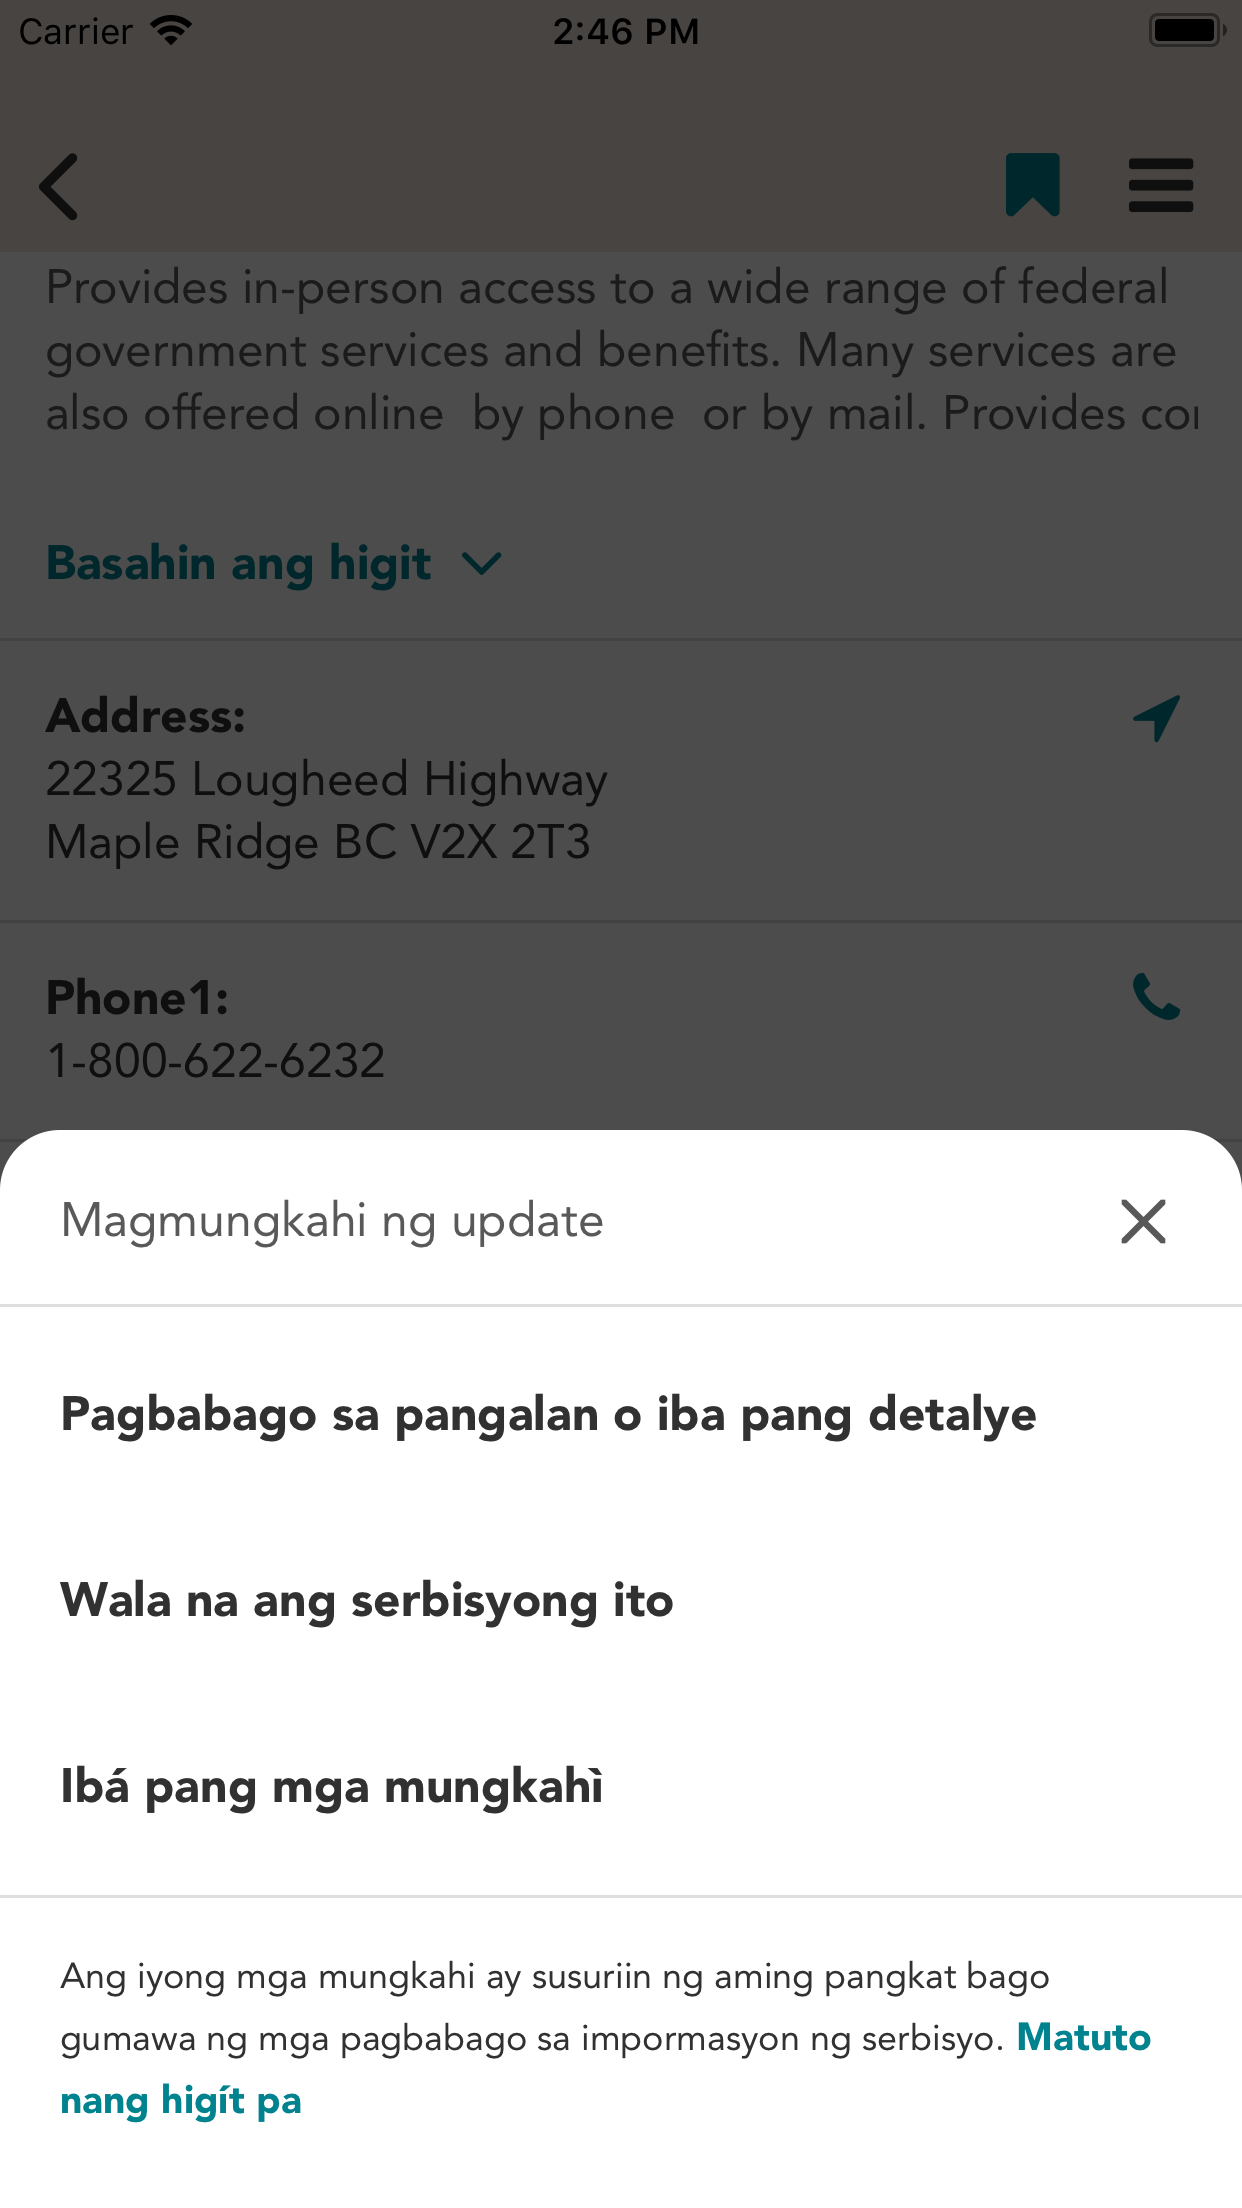 Carrier
2:46 PM
Provides in-person access to a wide range of federal
government services and benefits. Many services are
also offered online  by phone  or by mail. Provides
Basahin ang higit
Address:
22325 Lougheed Highway
Maple Ridge BC V2X 2T3
Phone1:
1-800-622-6232
Magmungkahi ng update
Pagbabago sa pangalan o iba pang detalye
Wala na ang serbisyong ito
Ibá pang mga mungkahì
Ang iyong mga mungkahi ay susuriin ng aming pangkat bago
gumawa ng mga pagbabago sa impormasyon ng serbisyo. Matuto
nang higít pa